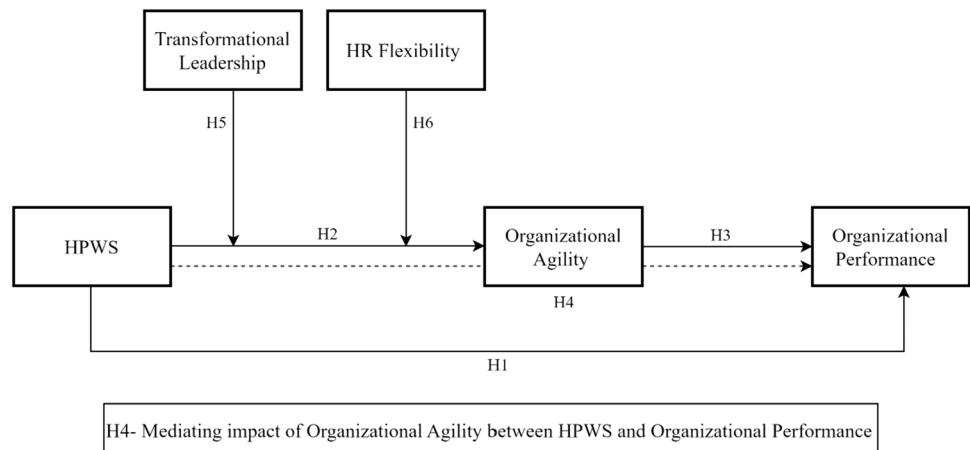 Transformational
Leadership
HR Flexibility
H5
H6
HPWS
H2
Organizational
Agility
H3
Organizational
Performance
H4
H1
H4- Mediating impact of Organizational Agility between HPWS and Organizational Performance